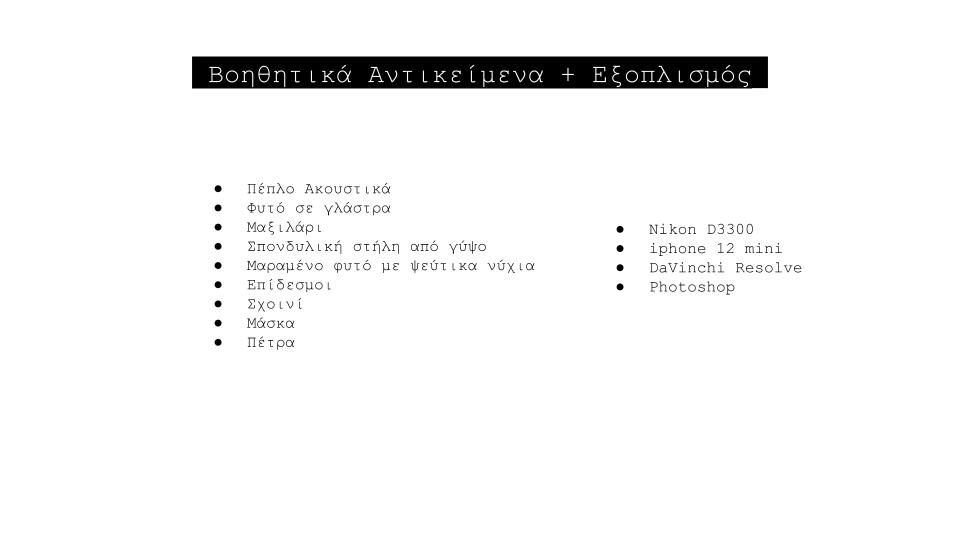 Βοηθητικά Αντικείμενα + Εξοπλισμός
● Πέπλο Ακουστικά
● Φυτό σε γλάστρα
● Μαξιλάρι
● Σπονδυλική στήλη από γύψο
● Μαραμένο φυτό με ψεύτικα νύχια
● Επίδεσμοι
● Σχοινί
● Μάσκα
● Πέτρα
● Nikon D3300
● iphone 12 mini
● DaVinchi Resolve
● Photoshop